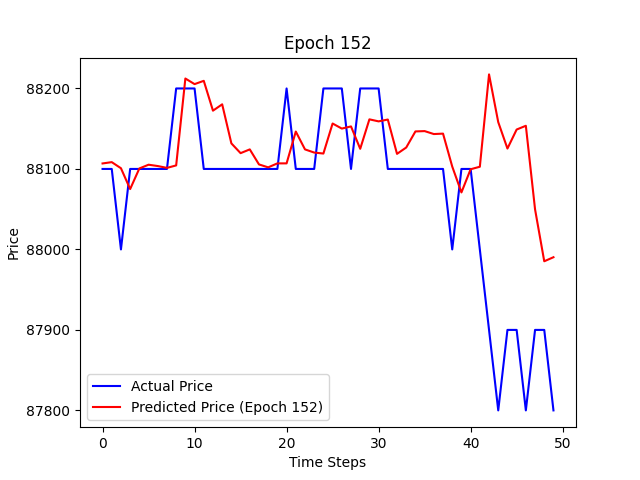 Epoch 152
Price
88200
88100
88000
87900
87800
Actual Price
Predicted Price (Epoch 152)
0 10 20 30 40 50
Time Steps